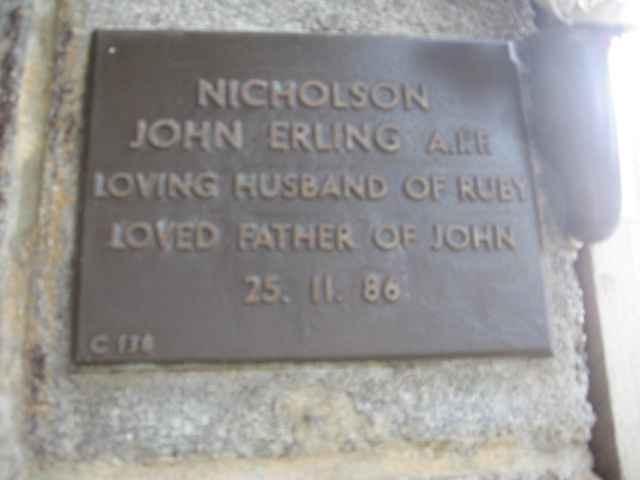 NICHOLSON
JOHN ERLING A.I.F.
LOVING HUSBAND OF RUBY
LOVED FATHER OF JOHN
25. 11. 86
C 138